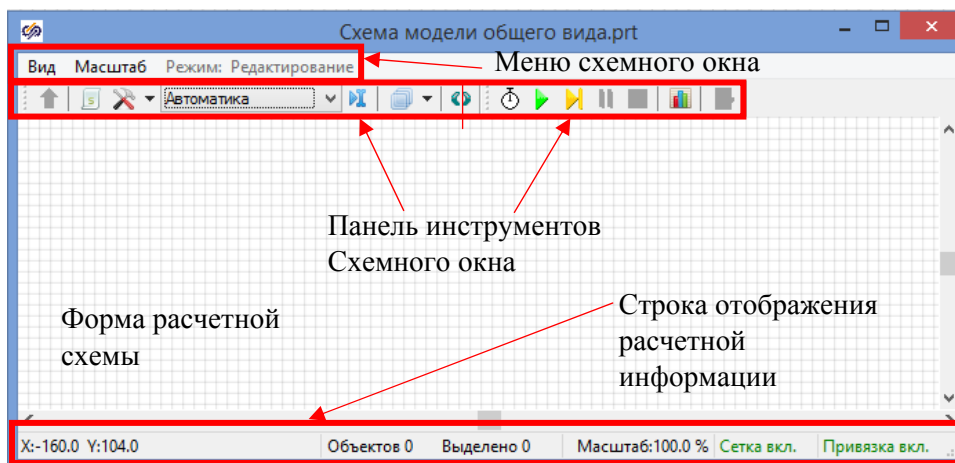 Схема модели общего вида.prt
Вид Масштаб Режим: Редактирование
Меню схемного окна
Автоматика
Панель инструментов
Схемного окна
Форма расчетной
схемы
Строка отображения
расчетной
информации
X:-160.0 Y:104.0 Объектов 0 Выделено 0 Масштаб:100.0 % Сетка вкл. Привязка вкл.